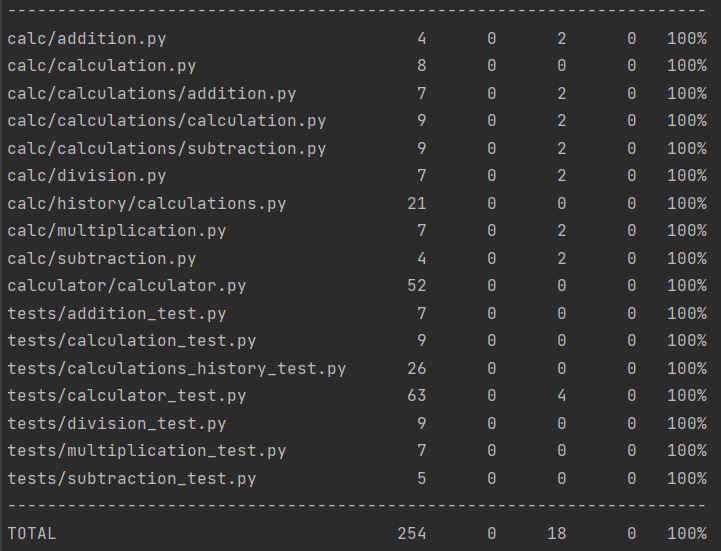 ----------------------------------------------------------------------
calc/addition.py                          4      0      2      0   100%
calc/calculation.py                       8      0      0      0   100%
calc/calculations/addition.py             7      0      2      0   100%
calc/calculations/calculation.py          9      0      2      0   100%
calc/calculations/subtraction.py          9      0      2      0   100%
calc/division.py                          7      0      2      0   100%
calc/history/calculations.py             21      0      0      0   100%
calc/multiplication.py                    7      0      2      0   100%
calc/subtraction.py                       4      0      2      0   100%
calculator/calculator.py                 52      0      0      0   100%
tests/addition_test.py                    7      0      0      0   100%
tests/calculation_test.py                 9      0      0      0   100%
tests/calculations_history_test.py       26      0      0      0   100%
tests/calculator_test.py                 63      0      4      0   100%
tests/division_test.py                    9      0      0      0   100%
tests/multiplication_test.py              7      0      0      0   100%
tests/subtraction_test.py                 5      0      0      0   100%
----------------------------------------------------------------------
TOTAL                                   254      0     18      0   100%